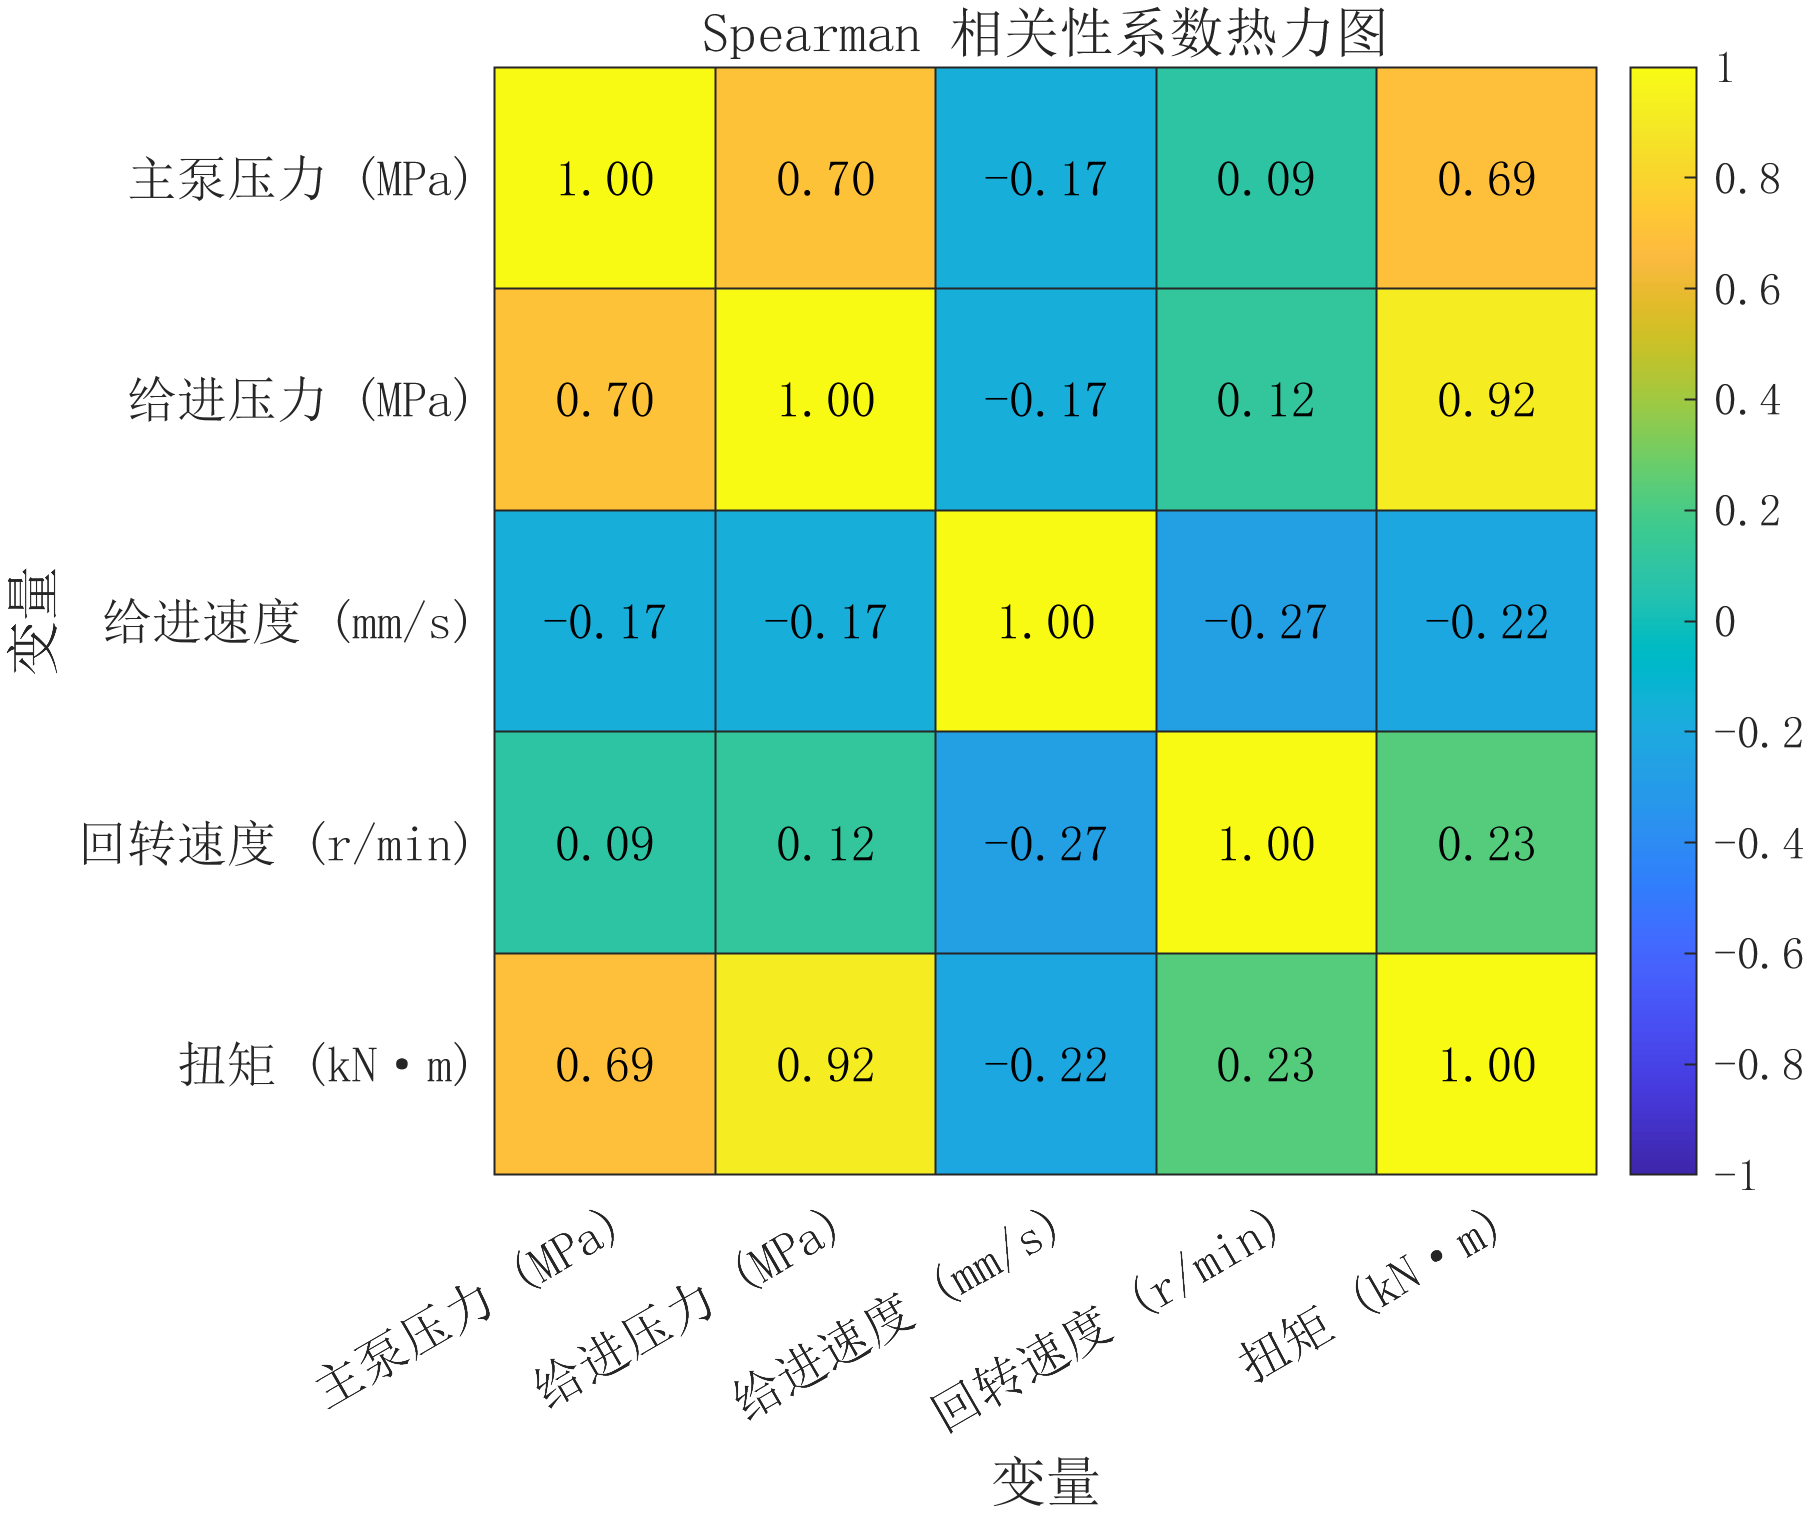 Spearman 相关性系数热力图
变量
主泵压力 (MPa) 1.00 0.70 -0.17 0.09 0.69
给进压力 (MPa) 0.70 1.00 -0.17 0.12 0.92
给进速度 (mm/s) -0.17 -0.17 1.00 -0.27 -0.22
回转速度 (r/min) 0.09 0.12 -0.27 1.00 0.23
扭矩 (kN·m) 0.69 0.92 -0.22 0.23 1.00
主泵压力 (MPa)
给进压力 (MPa)
给进速度 (mm/s)
回转速度 (r/min)
扭矩 (kN·m)
变量
1
0.8
0.6
0.4
0.2
0
-0.2
-0.4
-0.6
-0.8
-1